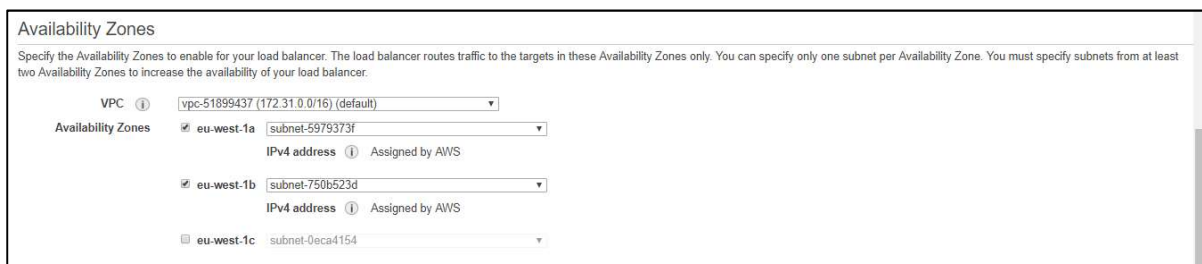 Availability Zones
Specify the Availability Zones to enable for your load balancer. The load balancer routes traffic to the targets in these Availability Zones only. You can specify only one subnet per Availability Zone. You must specify subnets from at least
two Availability Zones to increase the availability of your load balancer.
VPC i vpc-51899437 (172.31.0.0/16) (default)
Availability Zones eu-west-1a subnet-5979373f
IPv4 address i Assigned by AWS
eu-west-1b subnet-750b523d
IPv4 address i Assigned by AWS
eu-west-1c subnet-0eca4154